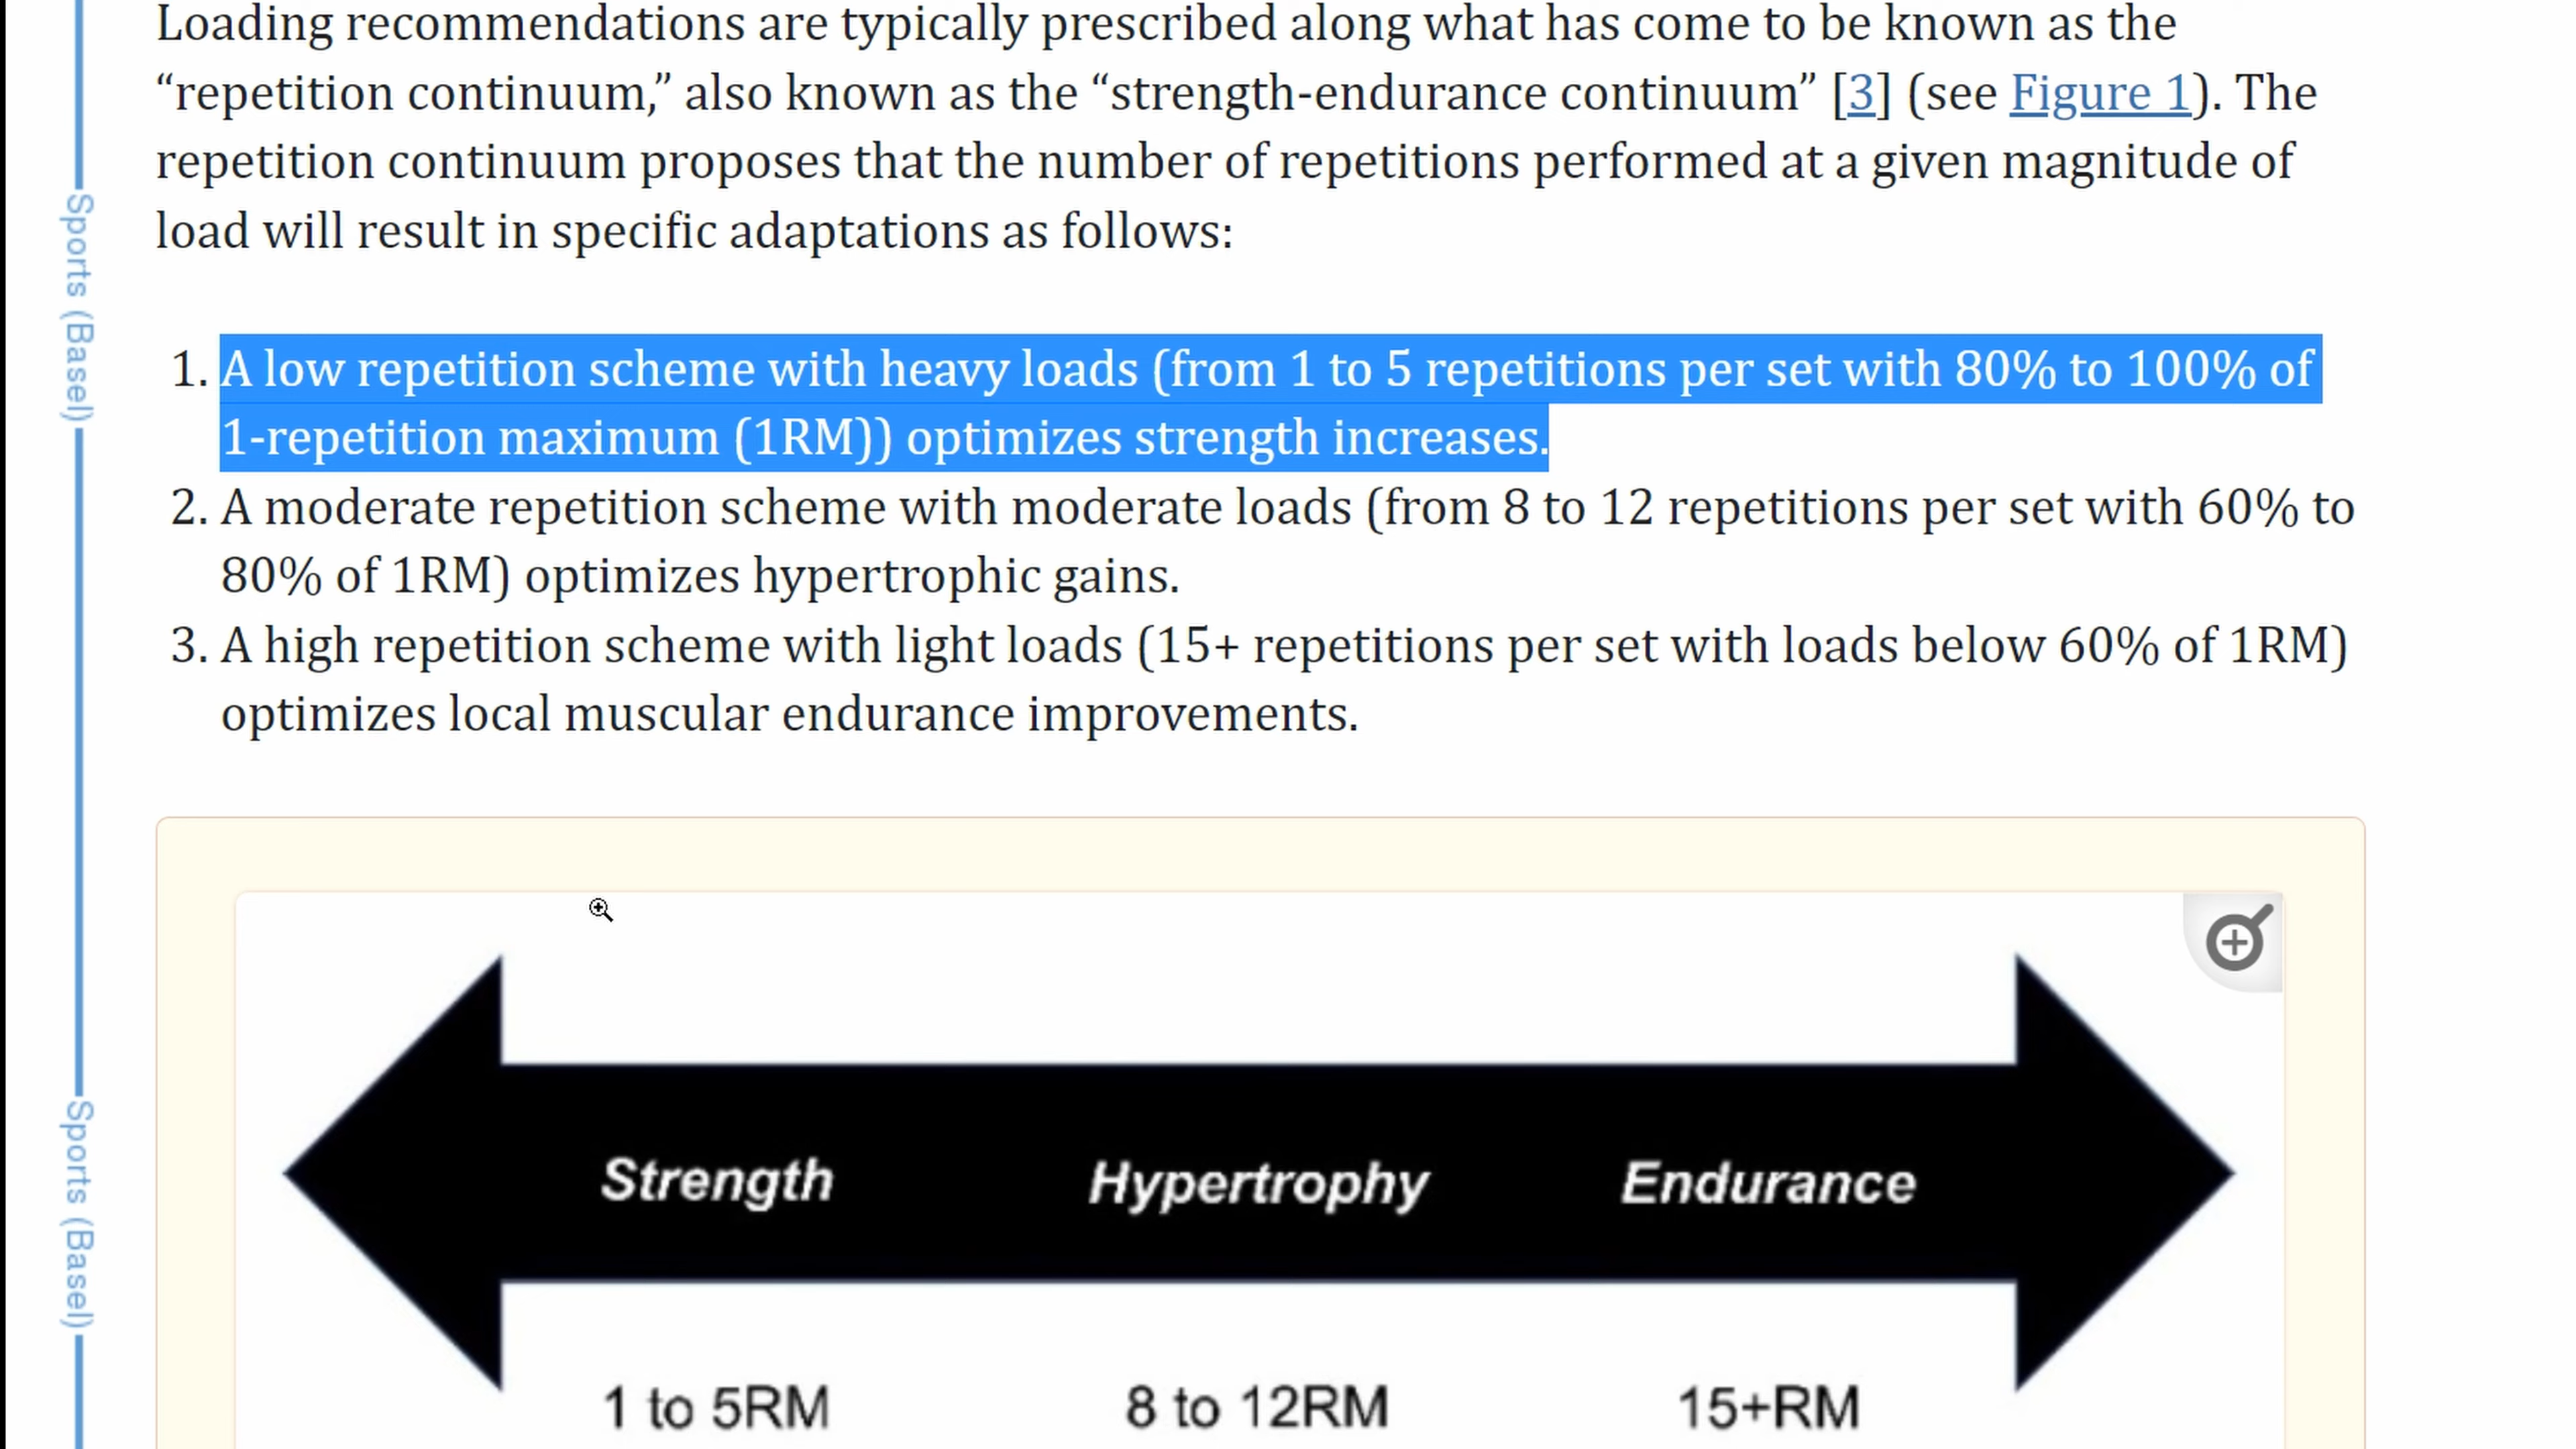 Loading recommendations are typically prescribed along what has come to be known as the
“repetition continuum,” also known as the “strength-endurance continuum” [3] (see Figure 1). The
repetition continuum proposes that the number of repetitions performed at a given magnitude of
load will result in specific adaptations as follows:
1. A low repetition scheme with heavy loads (from 1 to 5 repetitions per set with 80% to 100% of
1-repetition maximum (1RM)) optimizes strength increases.
2. A moderate repetition scheme with moderate loads (from 8 to 12 repetitions per set with 60% to
80% of 1RM) optimizes hypertrophic gains.
3. A high repetition scheme with light loads (15+ repetitions per set with loads below 60% of 1RM)
optimizes local muscular endurance improvements.
Strength Hypertrophy Endurance
1 to 5RM 8 to 12RM 15+RM
Sports (Basel)
Sports (Basel)